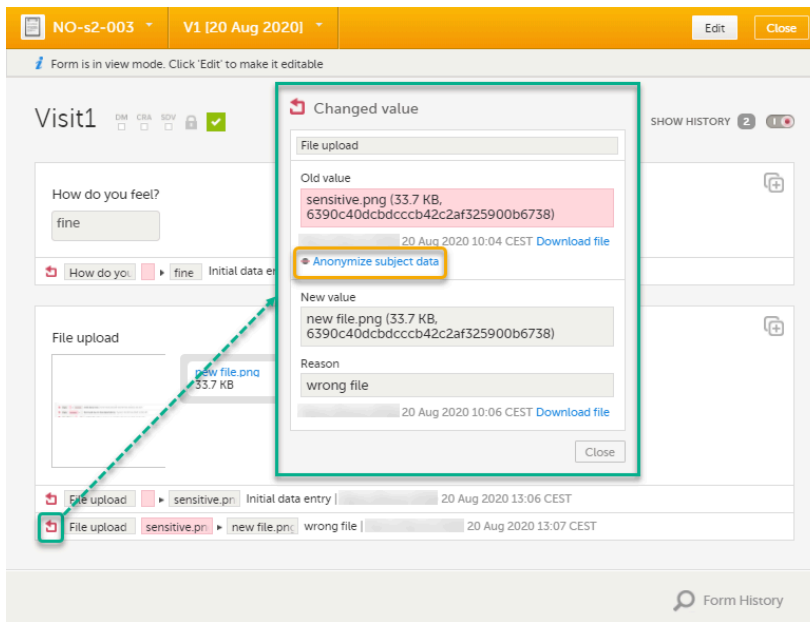 NO-s2-003 V1 [20 Aug 2020] Edit Close
i Form is in view mode. Click 'Edit' to make it editable
Visit1 DM CRA SDV SHOW HISTORY 2
How do you feel?
fine
How do you fine Initial data en
File upload
new file.png
33.7 KB
File upload sensitive.pn Initial data entry | 20 Aug 2020 13:06 CEST
File upload sensitive.pn new file.png wrong file | 20 Aug 2020 13:07 CEST
Changed value
File upload
Old value
sensitive.png (33.7 KB,
6390c40dcbdcccb42c2af325900b6738)
20 Aug 2020 10:04 CEST Download file
Anonymize subject data
New value
new file.png (33.7 KB,
6390c40dcbdcccb42c2af325900b6738)
Reason
wrong file
20 Aug 2020 10:06 CEST Download file
Close
Form History